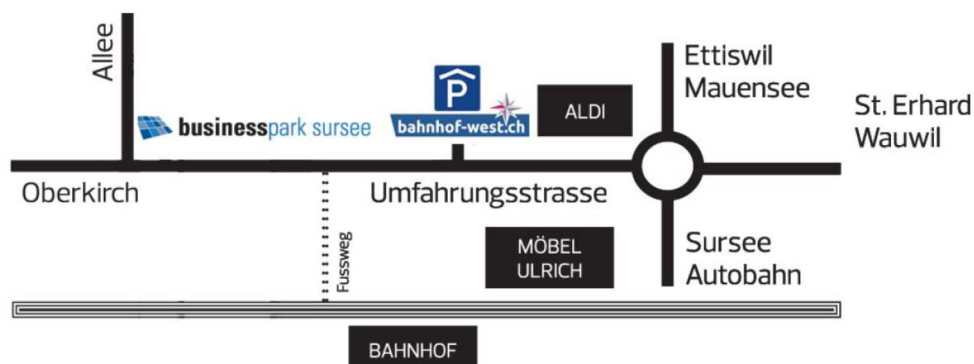 Allee
businesspark sursee
P
bahnhof-west.ch
ALDI
Ettiswil
Mauensee
St. Erhard
Wauwil
Oberkirch
Umfahrungsstrasse
Fussweg
MÖBEL
ULRICH
Sursee
Autobahn
BAHNHOF